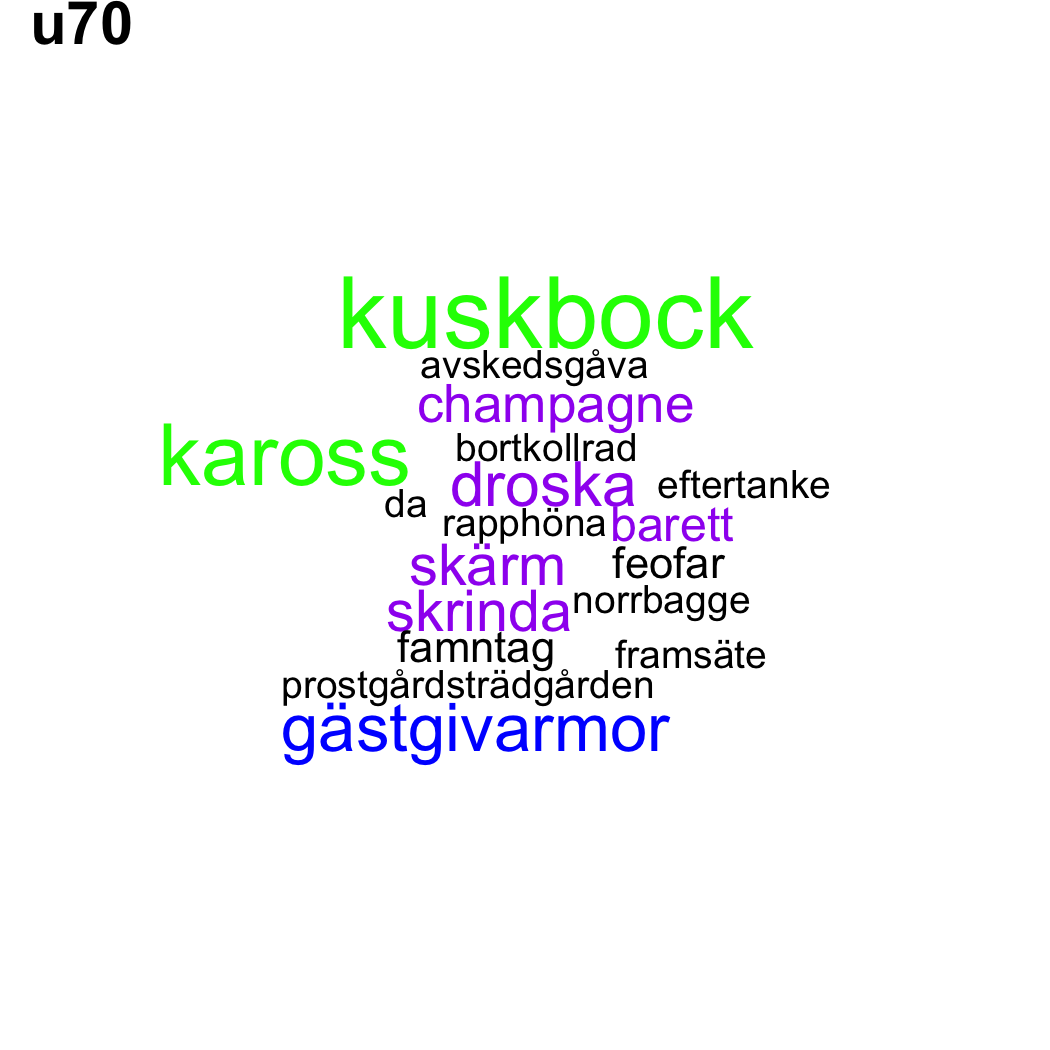 u70
kuskbock
avskedsgåva
champagne
kaross
bortkollrad
droska
eftertanke
da
rapphöna
barett
skärm
feofar
skrinda
norrbagge
famntag
framsäte
prostgårdsträdgården
gästgivarmor